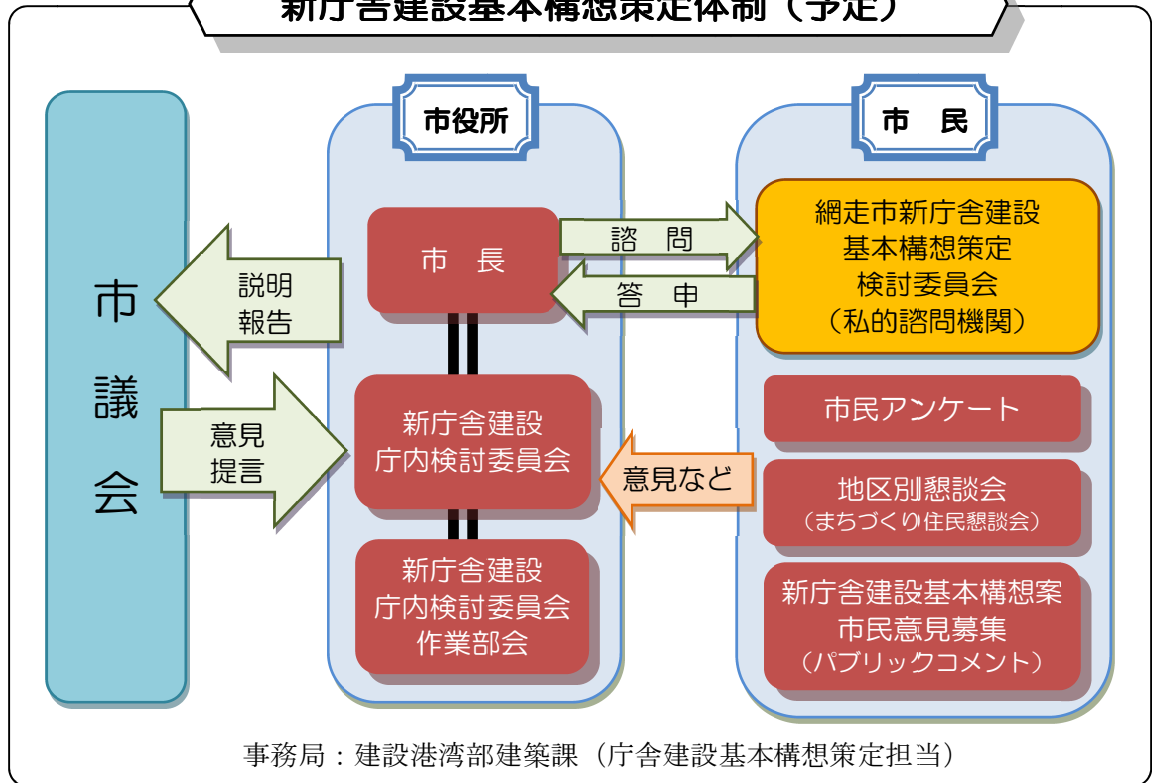 新庁舎建設基本構想策定体制（予定）
市議会
説明
報告
意見
提言
市役所
市　長
新庁舎建設
庁内検討委員会
新庁舎建設
庁内検討委員会
作業部会
諮　問
答　申
意見など
市　民
網走市新庁舎建設
基本構想策定
検討委員会
（私的諮問機関）
市民アンケート
地区別懇談会
（まちづくり住民懇談会）
新庁舎建設基本構想案
市民意見募集
（パブリックコメント）
事務局：建設港湾部建築課（庁舎建設基本構想策定担当）